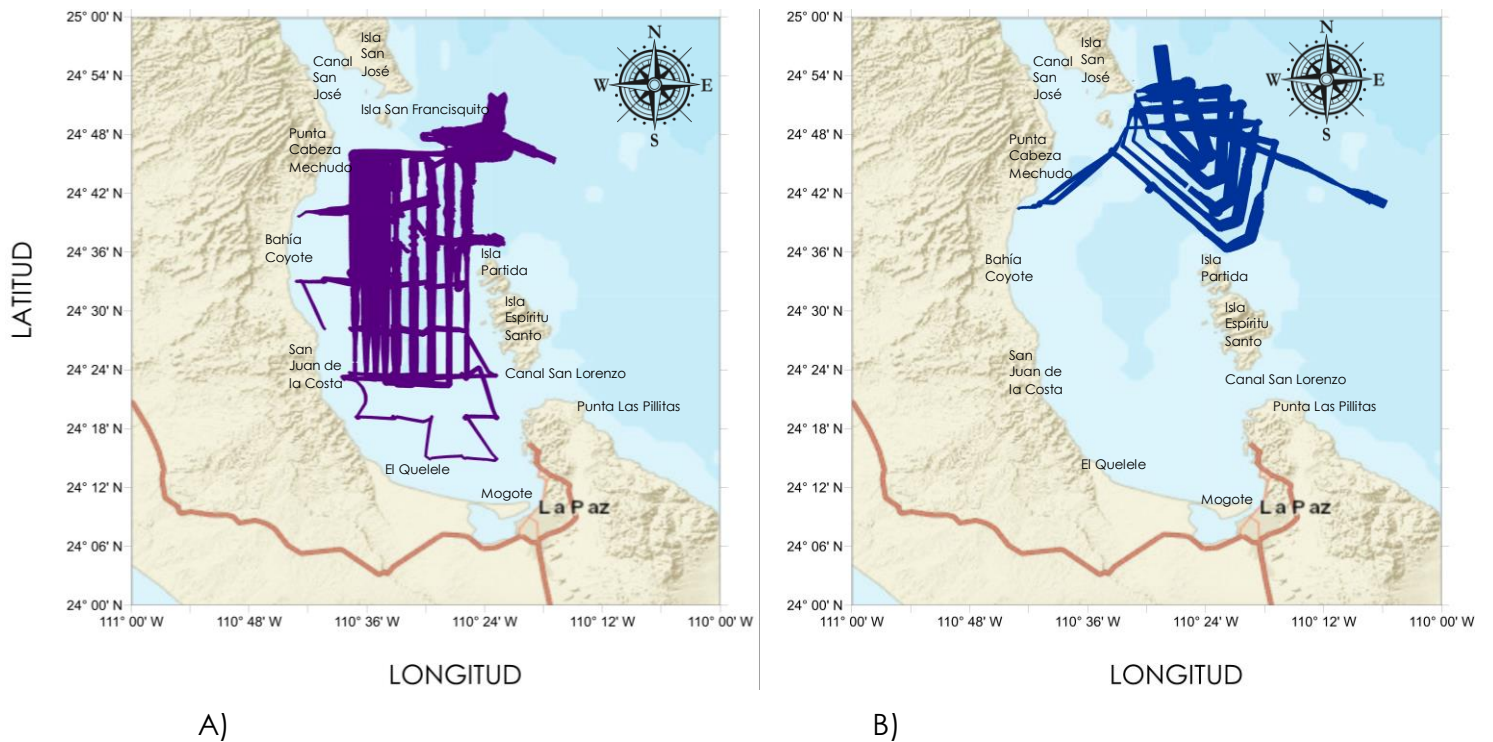 LATITUD
25° 00' N
24° 54' N
24° 48' N
24° 42' N
24° 36' N
24° 30' N
24° 24' N
24° 18' N
24° 12' N
24° 06' N
24° 00' N
111° 00' W
110° 48' W
110° 36' W
110° 24' W
110° 12' W
110° 00' W
Isla
San
José
Canal
San
José
Isla San Francisquito
Punta
Cabeza
Mechudo
Bahía
Coyote
Isla
Partida
Isla
Espíritu
Santo
San
Juan de
la Costa
Canal San Lorenzo
Punta Las Pillitas
El Quelele
Mogote
La Paz
N
W
E
S
LONGITUD
A)
25° 00' N
24° 54' N
24° 48' N
24° 42' N
24° 36' N
24° 30' N
24° 24' N
24° 18' N
24° 12' N
24° 06' N
24° 00' N
111° 00' W
110° 48' W
110° 36' W
110° 24' W
110° 12' W
110° 00' W
Isla
San
José
Canal
San
José
Punta
Cabeza
Mechudo
Bahía
Coyote
Isla
Partida
Isla
Espíritu
Santo
San
Juan de
la Costa
Canal San Lorenzo
Punta Las Pillitas
El Quelele
Mogote
La Paz
N
W
E
S
LONGITUD
B)